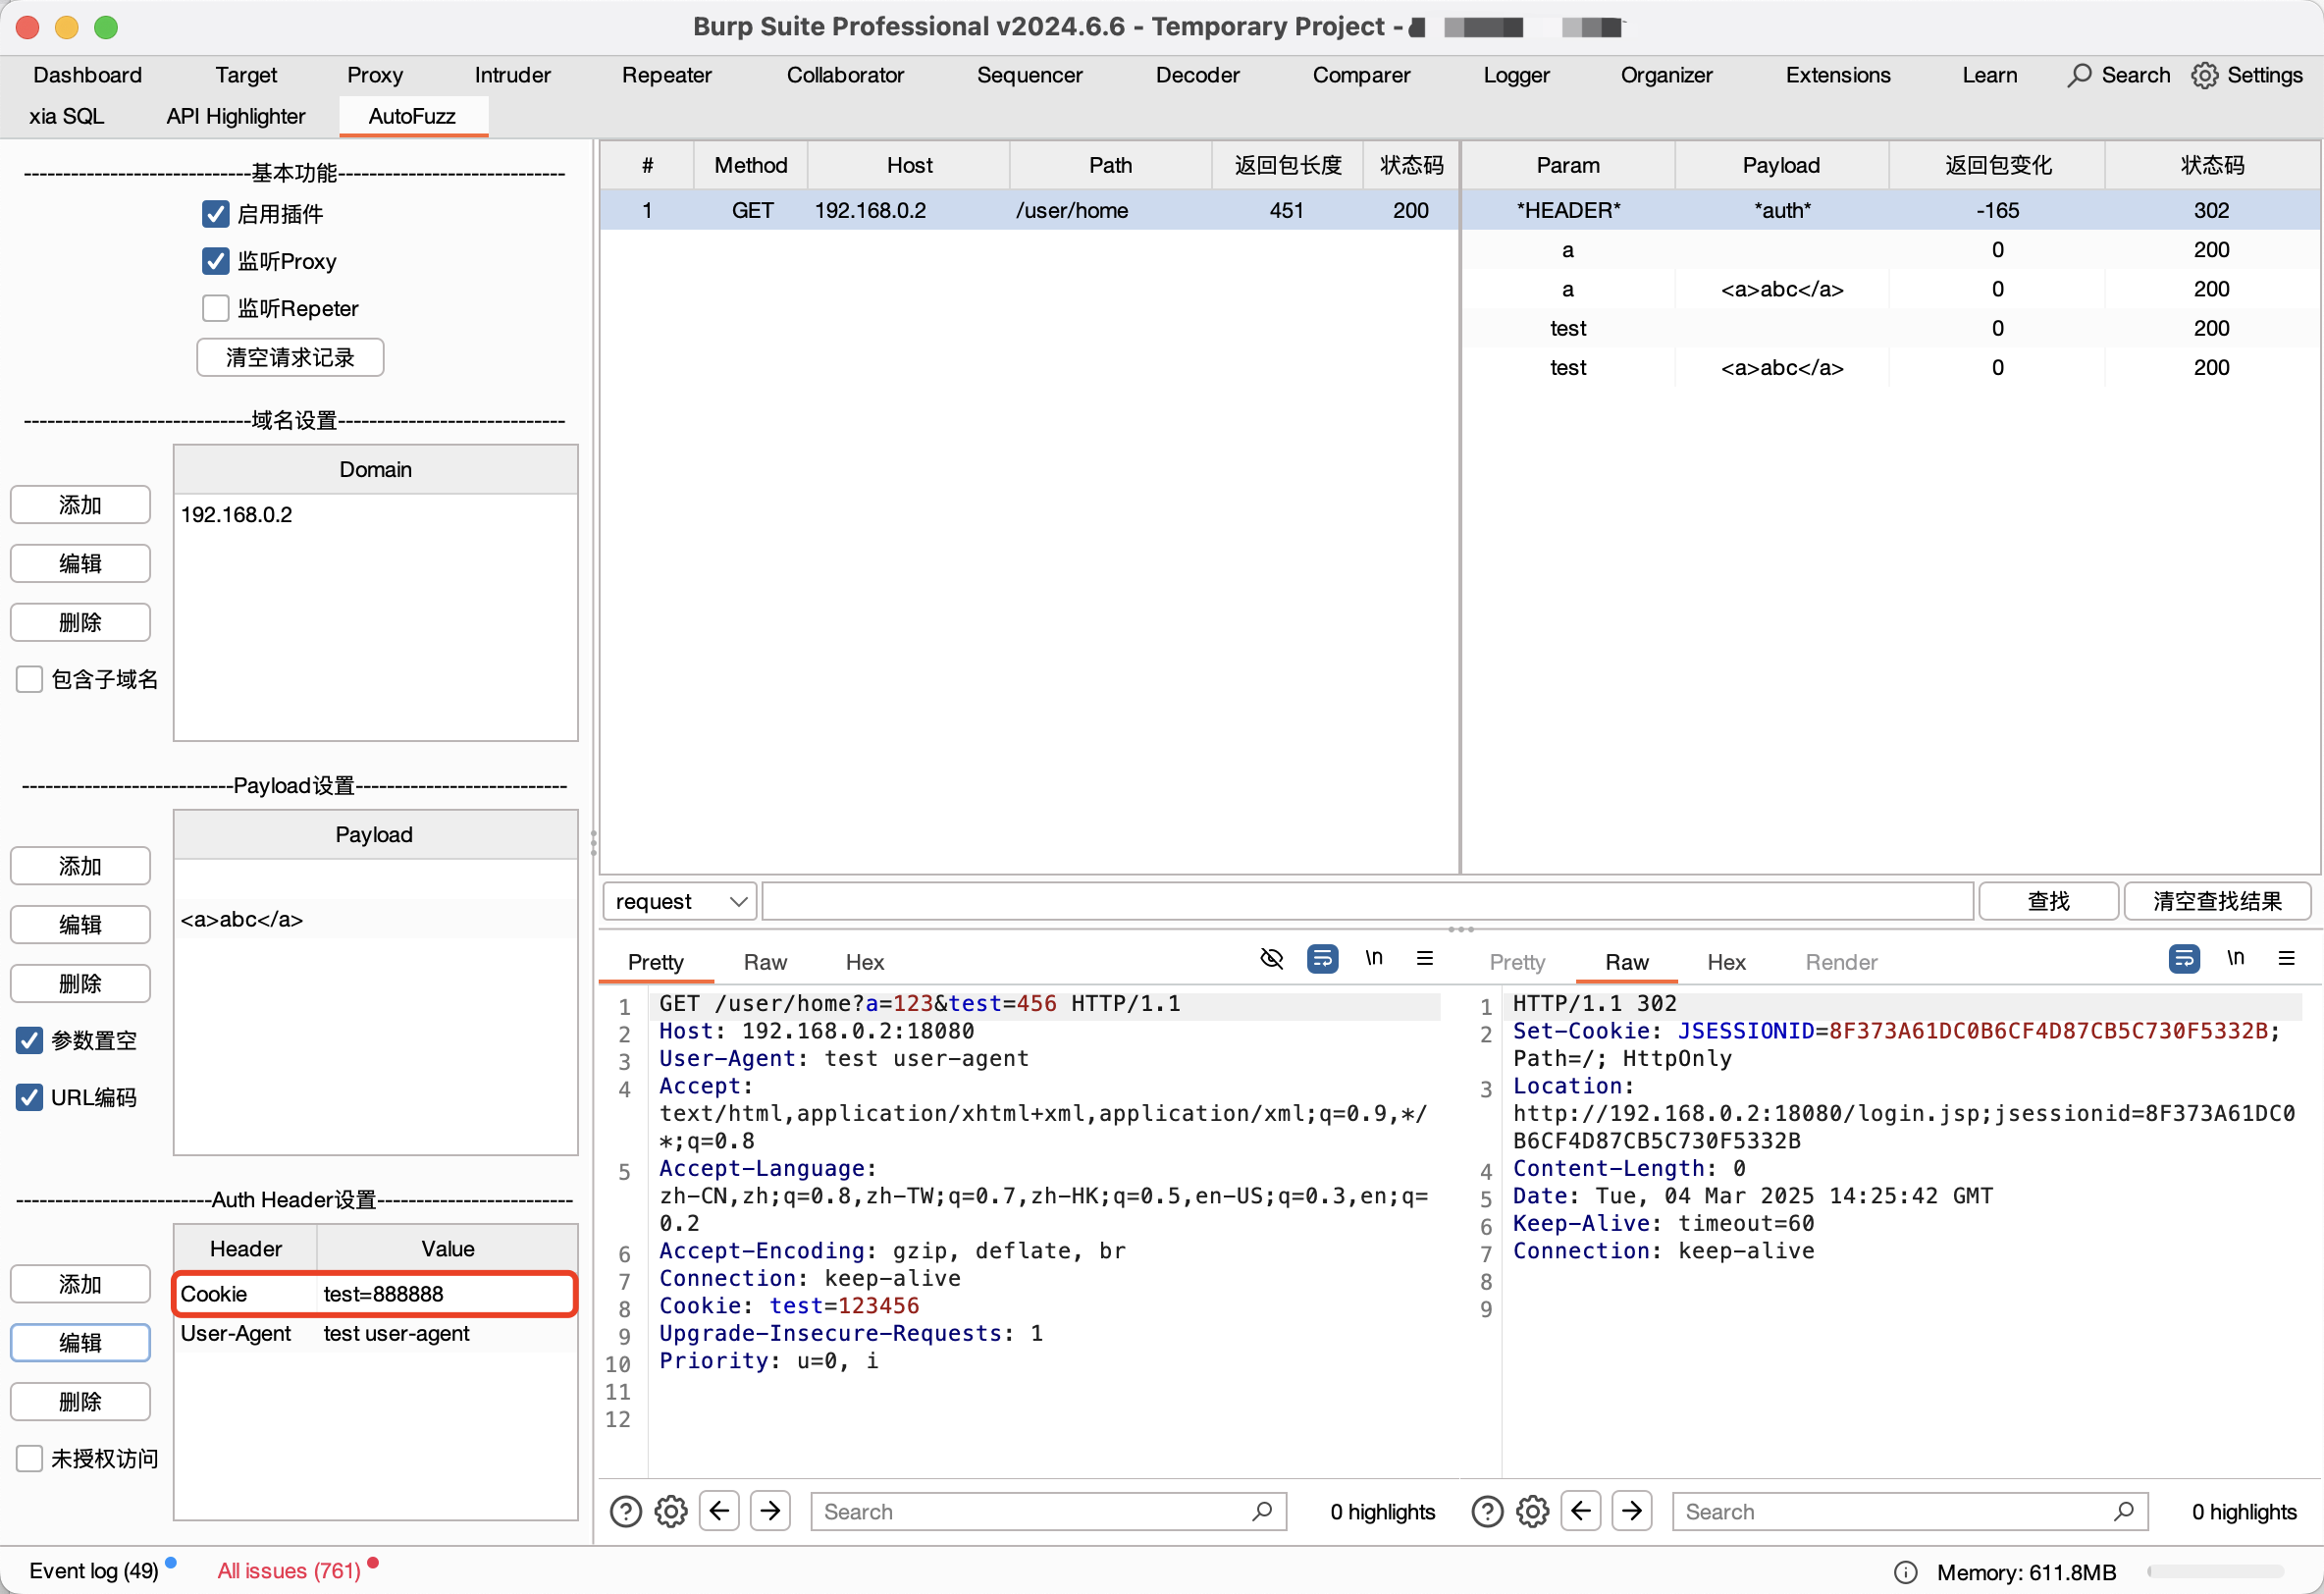 Burp Suite Professional v2024.6.6 - Temporary Project -
Dashboard Target Proxy Intruder Repeater Collaborator Sequencer Decoder Comparer Logger Organizer Extensions Learn Search Settings
xia SQL API Highlighter AutoFuzz
-----------------------------基本功能-----------------------------
启用插件
监听Proxy
监听Repeter
清空请求记录
-----------------------------域名设置-----------------------------
Domain
192.168.0.2
添加
编辑
删除
包含子域名
---------------------------Payload设置---------------------------
Payload
<a>abc</a>
添加
编辑
删除
参数置空
URL编码
-------------------------Auth Header设置-------------------------
Header Value
Cookie test=888888
User-Agent test user-agent
添加
编辑
删除
未授权访问
# Method Host Path 返回包长度 状态码
1 GET 192.168.0.2 /user/home 451 200
Param Payload 返回包变化 状态码
*HEADER* *auth* -165 302
a 0 200
a <a>abc</a> 0 200
test 0 200
test <a>abc</a> 0 200
request 查找 清空查找结果
Pretty Raw Hex \n
1 GET /user/home?a=123&test=456 HTTP/1.1
2 Host: 192.168.0.2:18080
3 User-Agent: test user-agent
4 Accept:
text/html,application/xhtml+xml,application/xml;q=0.9,*/
*;q=0.8
5 Accept-Language:
zh-CN,zh;q=0.8,zh-TW;q=0.7,zh-HK;q=0.5,en-US;q=0.3,en;q=
0.2
6 Accept-Encoding: gzip, deflate, br
7 Connection: keep-alive
8 Cookie: test=123456
9 Upgrade-Insecure-Requests: 1
10 Priority: u=0, i
11
12
Search 0 highlights
Pretty Raw Hex Render \n
1 HTTP/1.1 302
2 Set-Cookie: JSESSIONID=8F373A61DC0B6CF4D87CB5C730F5332B;
Path=/; HttpOnly
3 Location:
http://192.168.0.2:18080/login.jsp;jsessionid=8F373A61DC0
B6CF4D87CB5C730F5332B
4 Content-Length: 0
5 Date: Tue, 04 Mar 2025 14:25:42 GMT
6 Keep-Alive: timeout=60
7 Connection: keep-alive
8
9
Search 0 highlights
Event log (49) All issues (761) Memory: 611.8MB